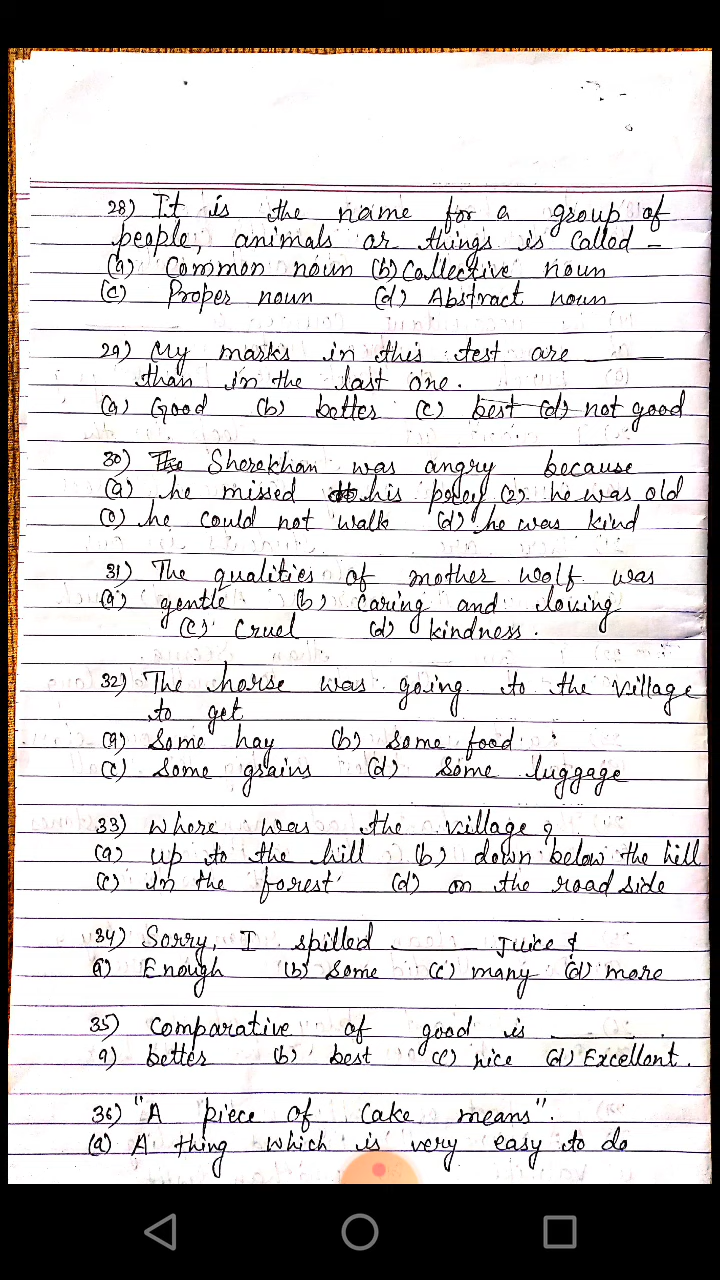 28) It is the name for a group of
people, animals or things is called -
(a) Common noun (b) Collective noun
(c) Proper noun (d) Abstract noun
29) My marks in this test are ____
than in the last one.
(a) Good (b) better (c) best (d) not good
30) The Sherekhan was angry because
(a) he missed his prey (2) he was old
(c) he could not walk (d) he was kind
31) The qualities of mother wolf was
(a) gentle (b) caring and loving
(c) Cruel (d) kindness.
32) The horse was going to the village
to get
(a) Some hay (b) Some food
(c) Some grains (d) Some luggage
33) where was the village ?
(a) up to the hill (b) down below the hill
(c) in the forest (d) on the road side
34) Sorry, I spilled ____ Juice
a) Enough (b) Some (c) many (d) more
35) Comparative of good is ____.
a) better (b) best (c) nice (d) Excellent.
36) "A piece of Cake means".
(a) A thing which is very easy to do